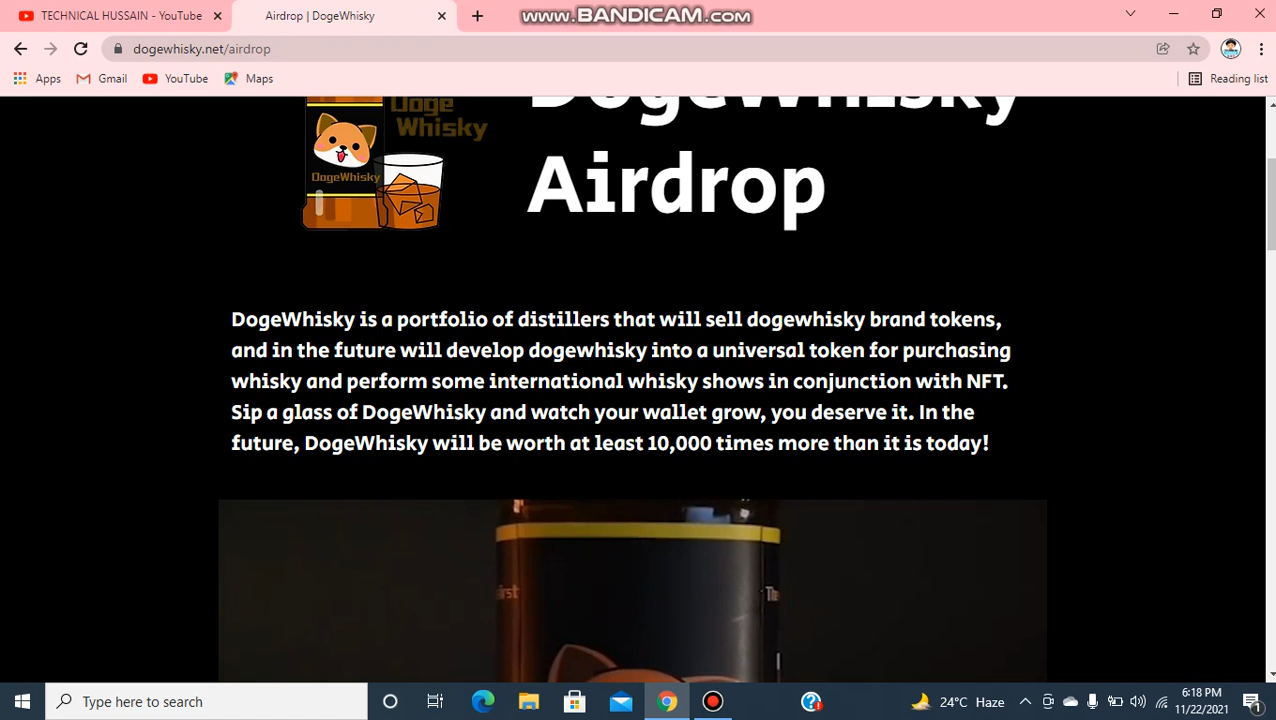 TECHNICAL HUSSAIN - YouTube
Airdrop | DogeWhisky
www.BANDICAM.com
dogewhisky.net/airdrop
Apps
Gmail
YouTube
Maps
Reading list
Doge
Whisky
DogeWhisky
DogeWhisky
Airdrop
DogeWhisky is a portfolio of distillers that will sell dogewhisky brand tokens,
and in the future will develop dogewhisky into a universal token for purchasing
whisky and perform some international whisky shows in conjunction with NFT.
Sip a glass of DogeWhisky and watch your wallet grow, you deserve it. In the
future, DogeWhisky will be worth at least 10,000 times more than it is today!
Type here to search
24°C Haze
6:18 PM
11/22/2021
1